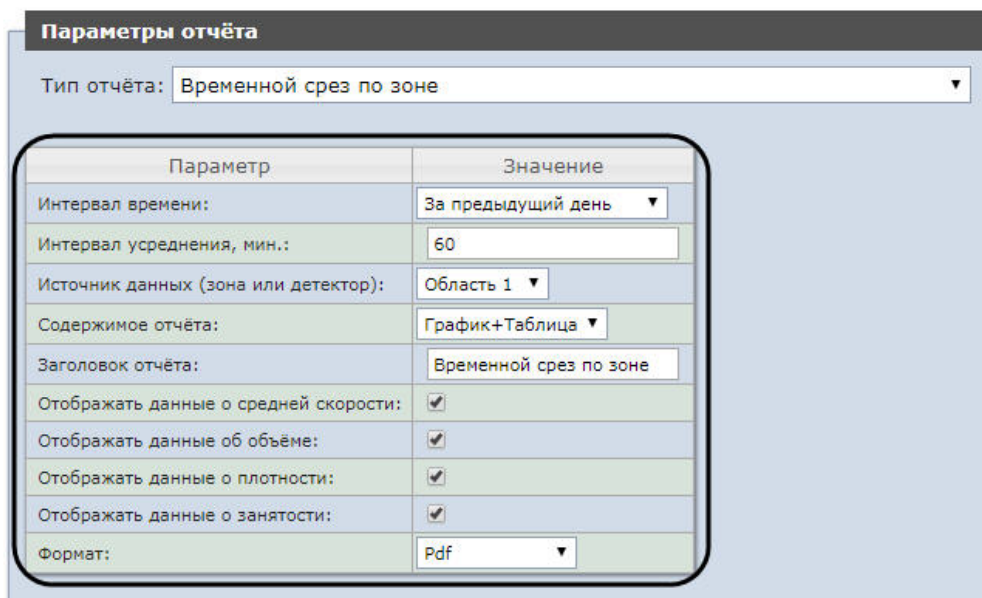 Параметры отчёта
Тип отчёта: Временной срез по зоне
Параметр Значение
Интервал времени: За предыдущий день
Интервал усреднения, мин.: 60
Источник данных (зона или детектор): Область 1
Содержимое отчёта: График+Таблица
Заголовок отчёта: Временной срез по зоне
Отображать данные о средней скорости:
Отображать данные об объёме:
Отображать данные о плотности:
Отображать данные о занятости:
Формат: Pdf